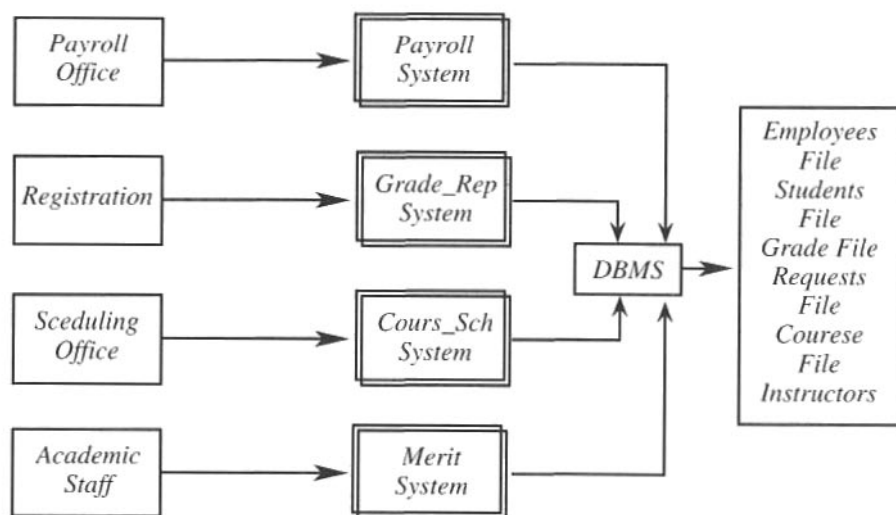 Payroll
Office
Payroll
System
Registration
Grade_Rep
System
Sceduling
Office
Cours_Sch
System
Academic
Staff
Merit
System
DBMS
Employees
File
Students
File
Grade File
Requests
File
Courese
File
Instructors